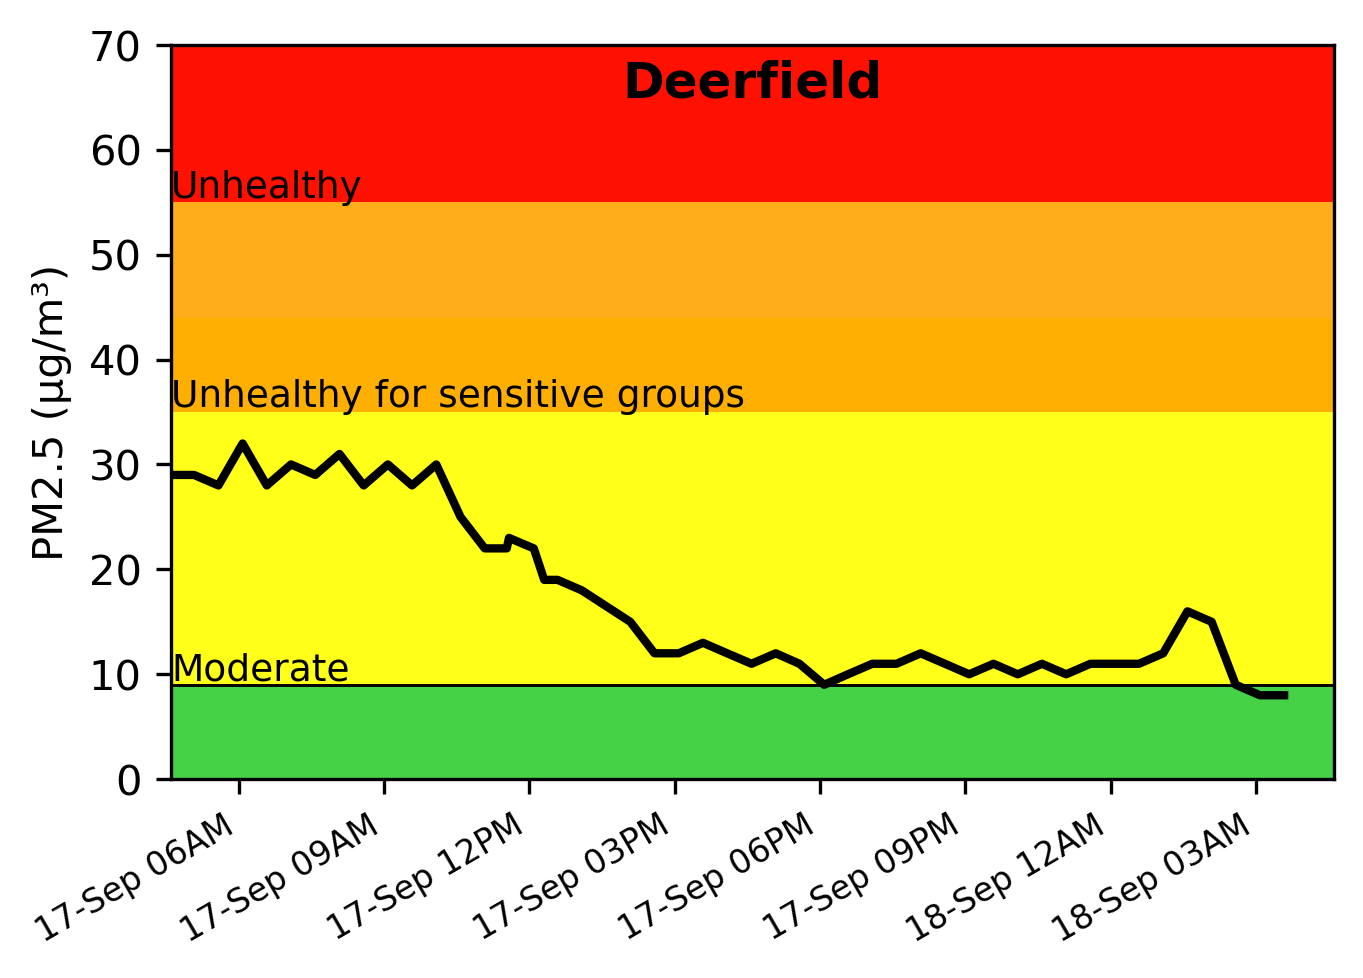 Deerfield
PM2.5 (µg/m³)
70
60
Unhealthy
50
40
Unhealthy for sensitive groups
30
20
Moderate
10
0
17-Sep 06AM
17-Sep 09AM
17-Sep 12PM
17-Sep 03PM
17-Sep 06PM
17-Sep 09PM
18-Sep 12AM
18-Sep 03AM